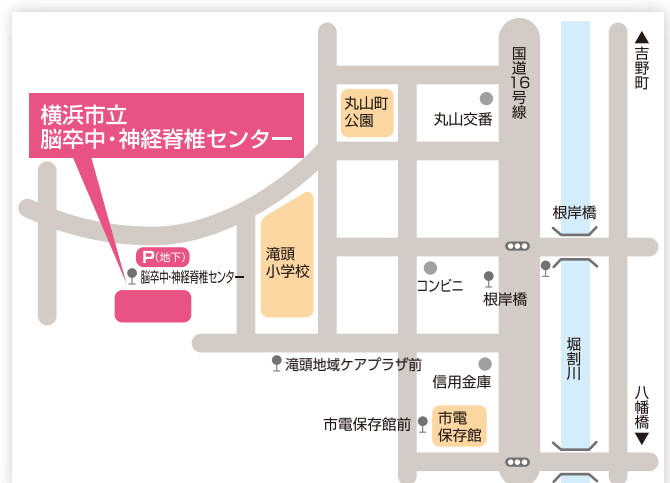 ▲吉野町
国道16号線
丸山町
公園
丸山交番
横浜市立
脳卒中・神経脊椎センター
根岸橋
P(地下)
脳卒中・神経脊椎センター
滝頭
小学校
コンビニ
根岸橋
堀割川
滝頭地域ケアプラザ前
信用金庫
八幡橋▼
市電保存館前
市電
保存館